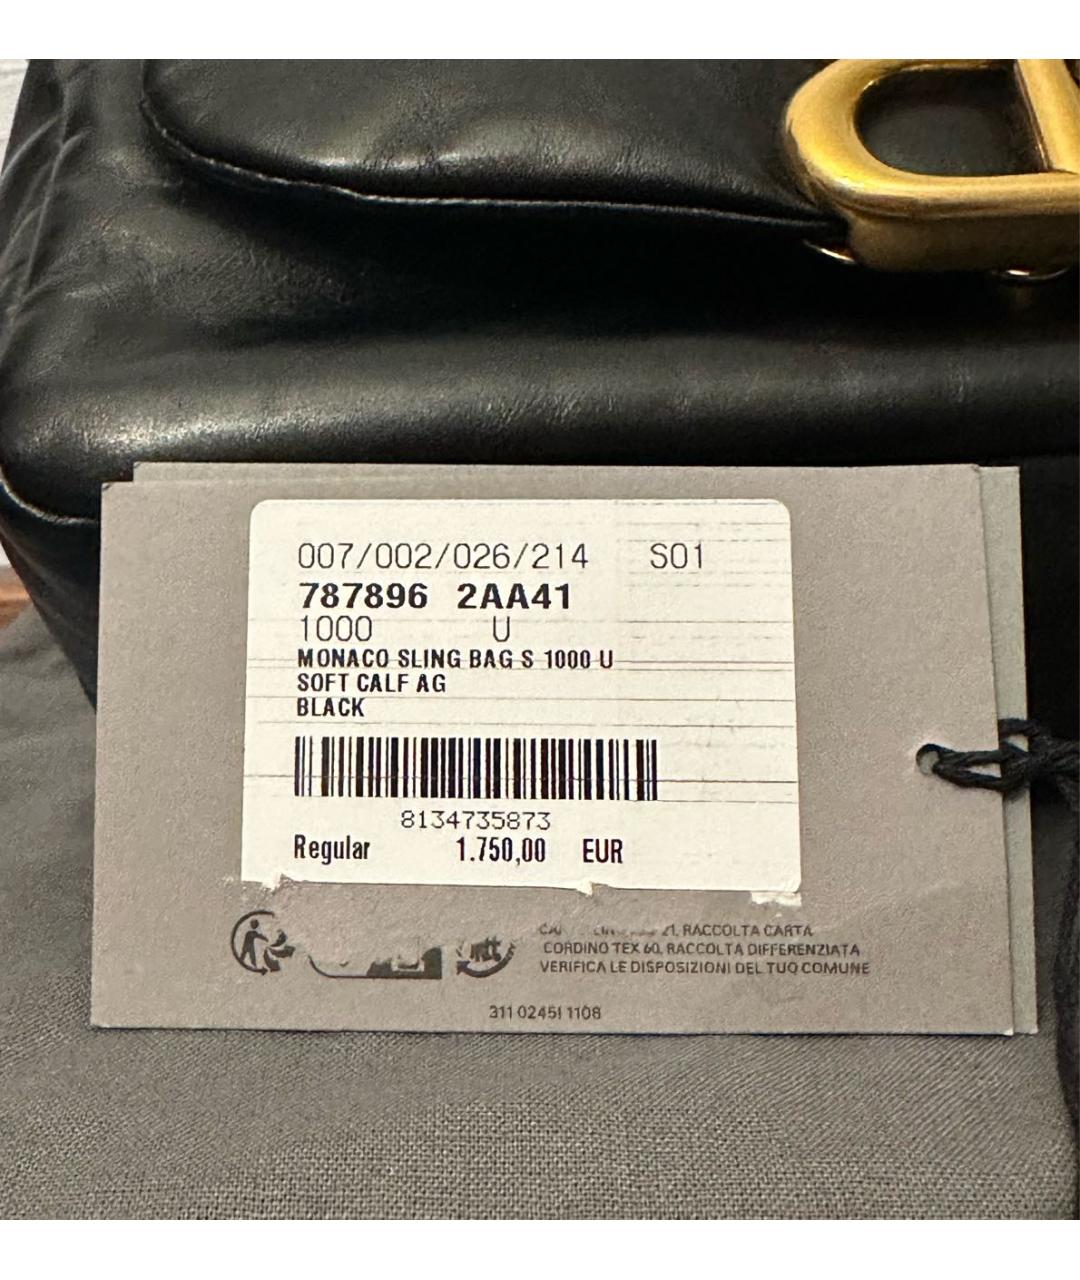 007/002/026/214 S01
787896 2AA41
1000 U
MONACO SLING BAG S 1000 U
SOFT CALF AG
BLACK
8134735873
Regular 1.750,00 EUR
21, RACCOLTA CARTA
CORDINO TEX 60, RACCOLTA DIFFERENZIATA
VERIFICA LE DISPOSIZIONI DEL TUO COMUNE
311 02451 1108